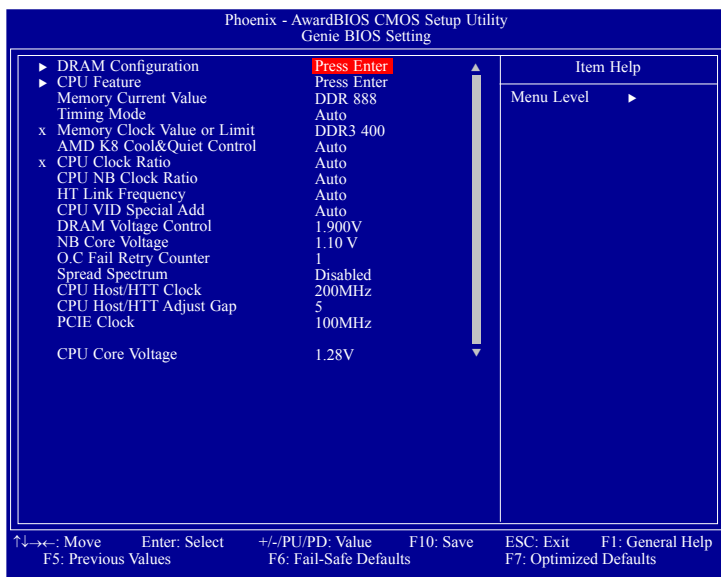 Phoenix - AwardBIOS CMOS Setup Utility
Genie BIOS Setting
► DRAM Configuration Press Enter ▲
► CPU Feature Press Enter
Memory Current Value DDR 888
Timing Mode Auto
x Memory Clock Value or Limit DDR3 400
AMD K8 Cool&Quiet Control Auto
x CPU Clock Ratio Auto
CPU NB Clock Ratio Auto
HT Link Frequency Auto
CPU VID Special Add Auto
DRAM Voltage Control 1.900V
NB Core Voltage 1.10 V
O.C Fail Retry Counter 1
Spread Spectrum Disabled
CPU Host/HTT Clock 200MHz
CPU Host/HTT Adjust Gap 5
PCIE Clock 100MHz
CPU Core Voltage 1.28V ▼
Item Help
Menu Level ►
↑↓→←: Move Enter: Select +/-/PU/PD: Value F10: Save ESC: Exit F1: General Help
F5: Previous Values F6: Fail-Safe Defaults F7: Optimized Defaults